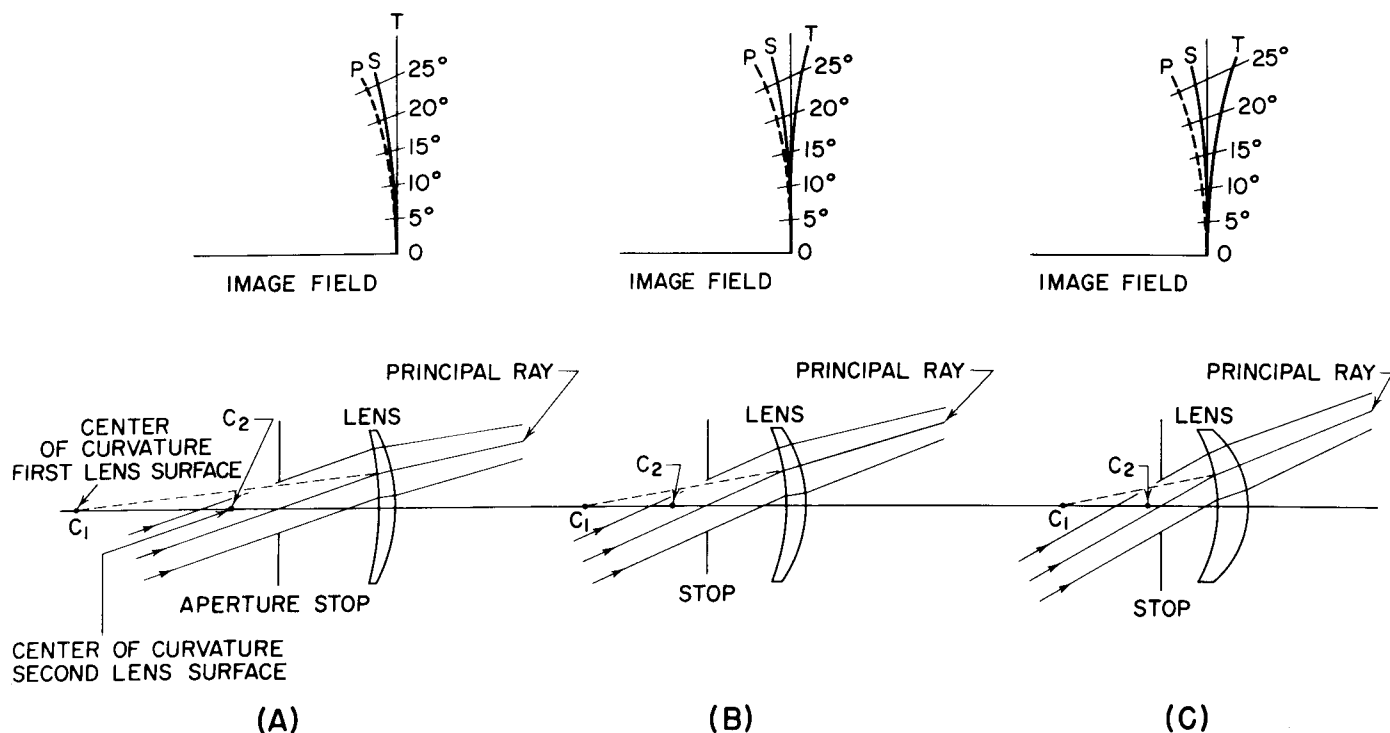 T
P S
25°
20°
15°
10°
5°
0
IMAGE FIELD
P S T
25°
20°
15°
10°
5°
0
IMAGE FIELD
P S T
25°
20°
15°
10°
5°
0
IMAGE FIELD
PRINCIPAL RAY
C2
LENS
CENTER
OF CURVATURE
FIRST LENS SURFACE
C1
APERTURE STOP
CENTER OF CURVATURE
SECOND LENS SURFACE
(A)
PRINCIPAL RAY
LENS
C2
C1
STOP
(B)
PRINCIPAL RAY
LENS
C2
C1
STOP
(C)